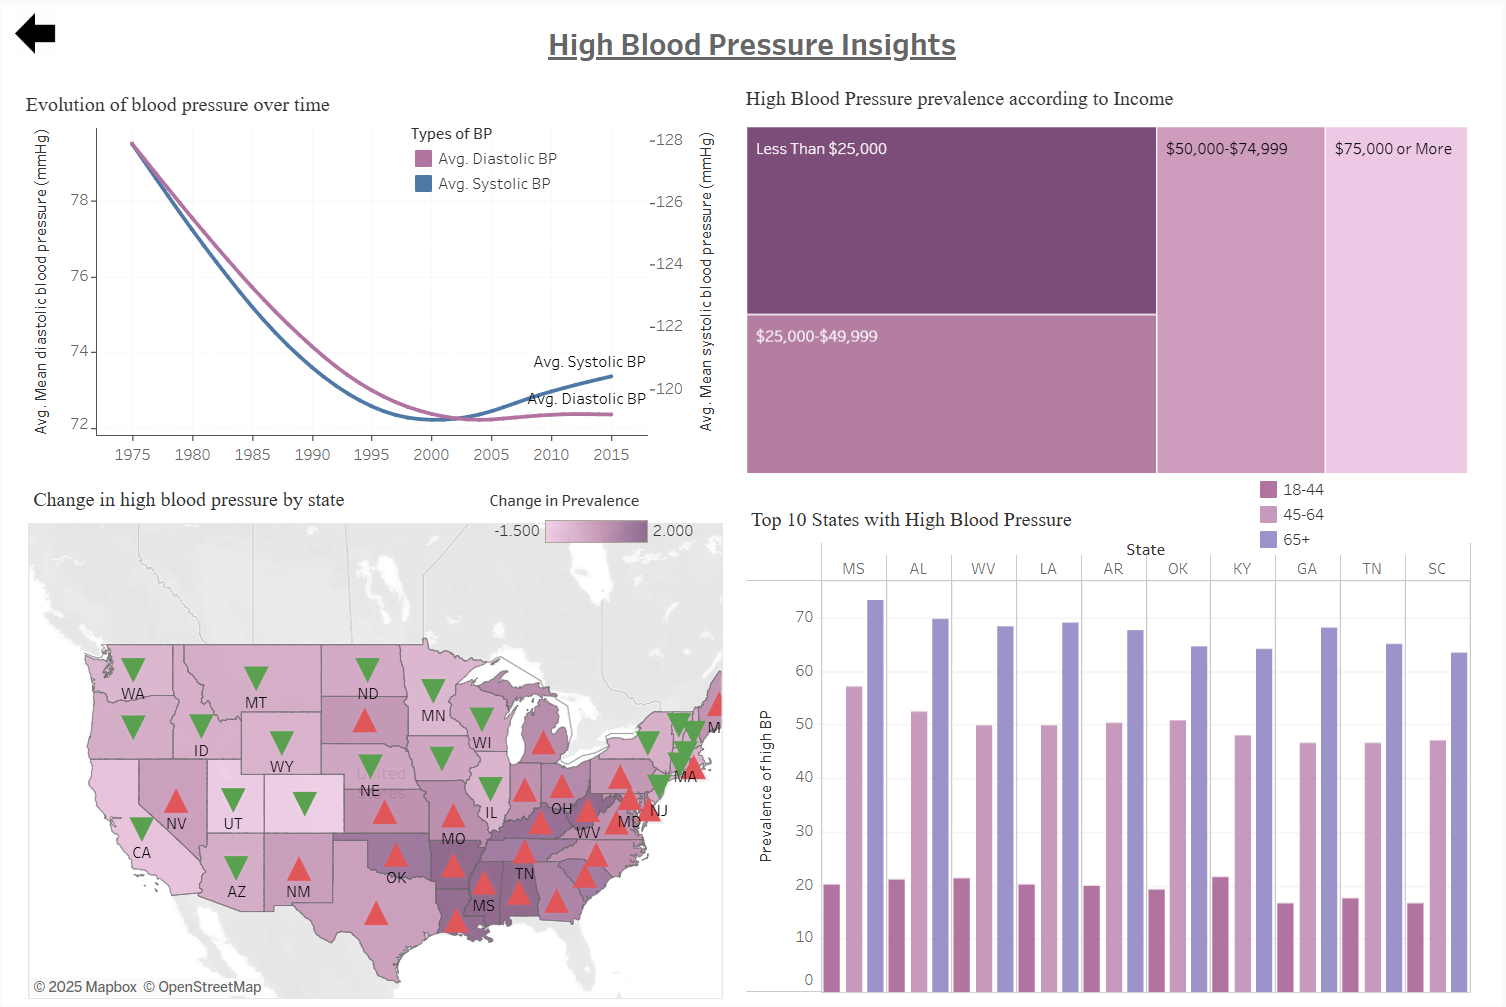 High Blood Pressure Insights
Evolution of blood pressure over time
Types of BP
Avg. Diastolic BP
Avg. Systolic BP
Avg. Mean diastolic blood pressure (mmHg)
78
76
74
72
-128
-126
-124
-122
-120
Avg. Mean systolic blood pressure (mmHg)
Avg. Systolic BP
Avg. Diastolic BP
1975 1980 1985 1990 1995 2000 2005 2010 2015
High Blood Pressure prevalence according to Income
Less Than $25,000
$50,000-$74,999
$75,000 or More
$25,000-$49,999
Change in high blood pressure by state
Change in Prevalence
-1.500 2.000
WA
MT
ND
MN
WI
ID
WY
United
NE
NV
UT
IL
OH
MA
NJ
MD
WV
MO
CA
AZ
NM
OK
TN
MS
M
© 2025 Mapbox © OpenStreetMap
Top 10 States with High Blood Pressure
18-44
45-64
65+
State
MS AL WV LA AR OK KY GA TN SC
Prevalence of high BP
70
60
50
40
30
20
10
0